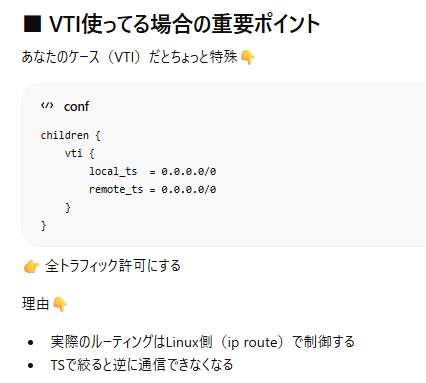 ■ VTI使ってる場合の重要ポイント
あなたのケース（VTI）だとちょっと特殊👇
</> conf
children {
    vti {
        local_ts  = 0.0.0.0/0
        remote_ts = 0.0.0.0/0
    }
}
👉 全トラフィック許可にする
理由👇
• 実際のルーティングはLinux側（ip route）で制御する
• TSで絞ると逆に通信できなくなる